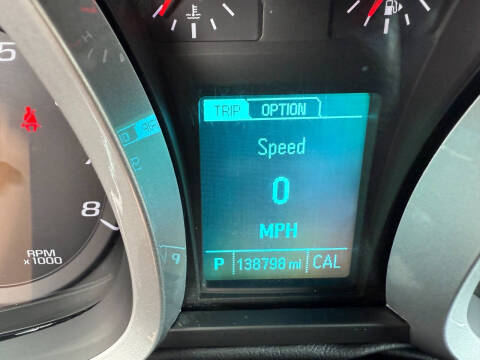 5
TRIP OPTION
Speed
0
MPH
8
P 138798 mi CAL
RPM
x1000